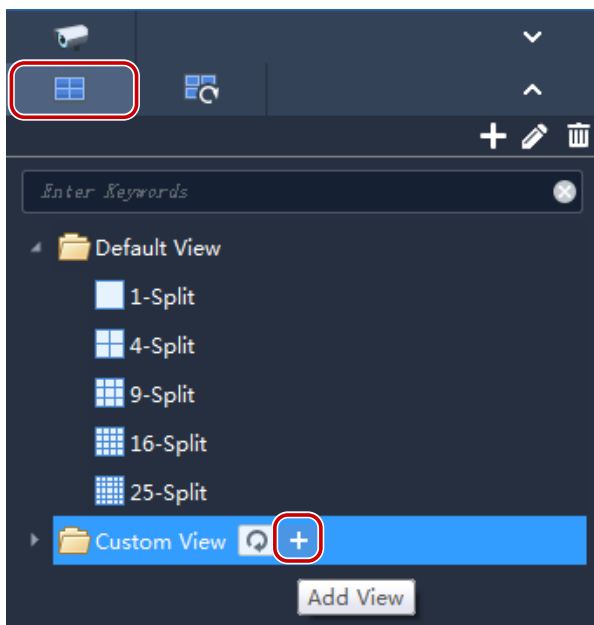 Enter Keywords
Default View
1-Split
4-Split
9-Split
16-Split
25-Split
Custom View
Add View